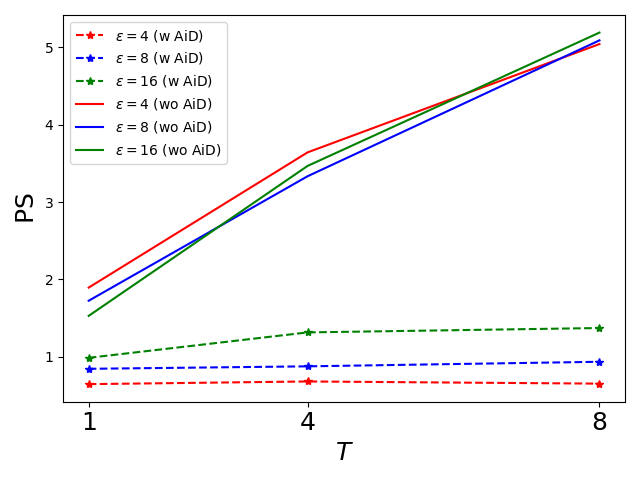 ϵ = 4 (w AiD)
ϵ = 8 (w AiD)
ϵ = 16 (w AiD)
ϵ = 4 (wo AiD)
ϵ = 8 (wo AiD)
ϵ = 16 (wo AiD)
PS
5
4
3
2
1
1 4 8
T